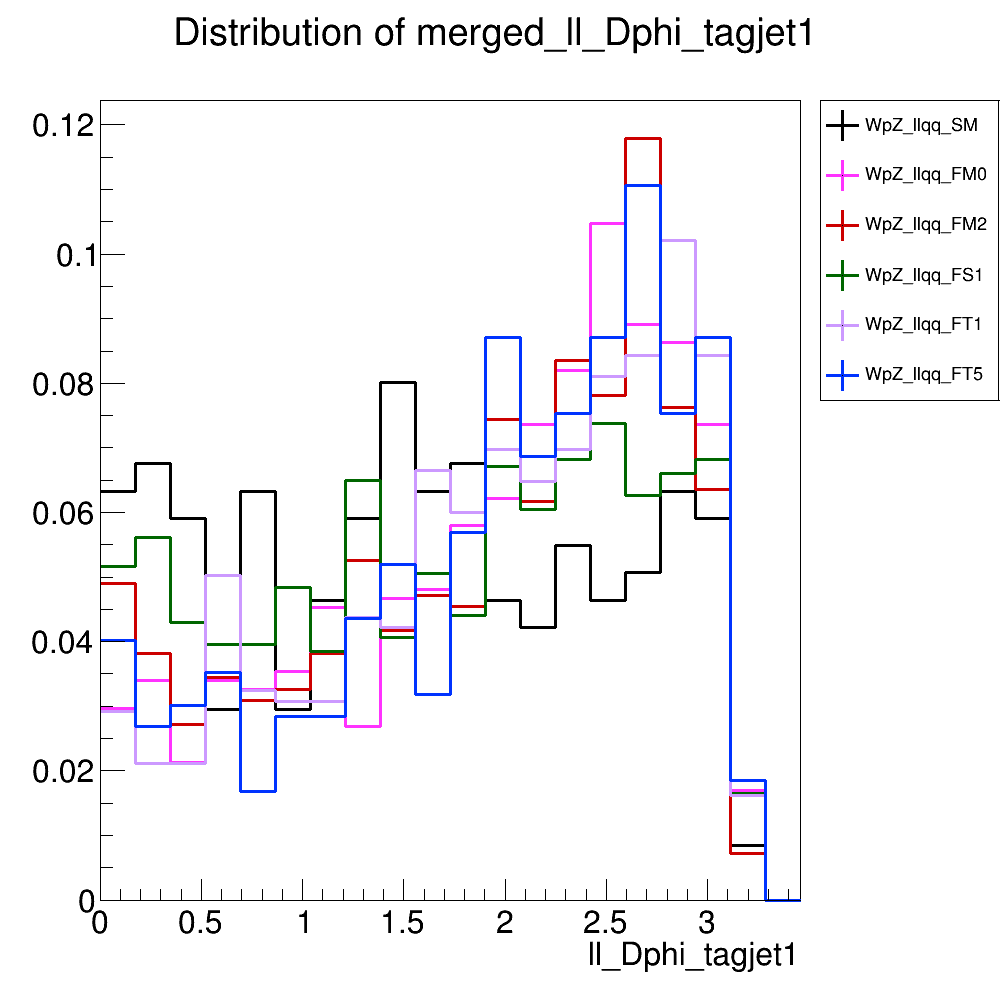 Distribution of merged_ll_Dphi_tagjet1
0.12
0.1
0.08
0.06
0.04
0.02
0
0 0.5 1 1.5 2 2.5 3
ll_Dphi_tagjet1
WpZ_llqq_SM
WpZ_llqq_FM0
WpZ_llqq_FM2
WpZ_llqq_FS1
WpZ_llqq_FT1
WpZ_llqq_FT5